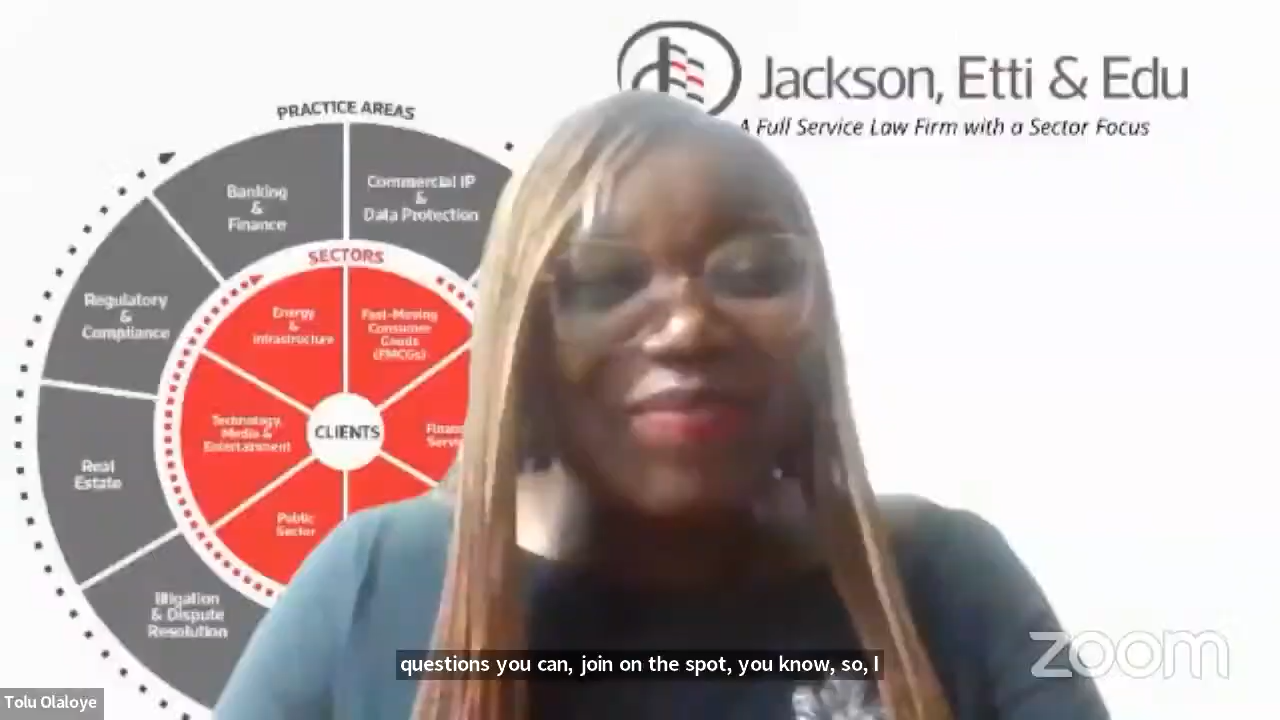 Jackson, Etti & Edu
A Full Service Law Firm with a Sector Focus
PRACTICE AREAS
Banking
&
Finance
Commercial IP
&
Data Protection
Regulatory
&
Compliance
Real
Estate
Litigation
& Dispute
Resolution
SECTORS
Energy
&
Infrastructure
Fast-Moving
Consumer
Goods
(FMCGs)
Technology,
Media &
Entertainment
CLIENTS
Public
Sector
questions you can, join on the spot, you know, so, I
zoom
Tolu Olaloye